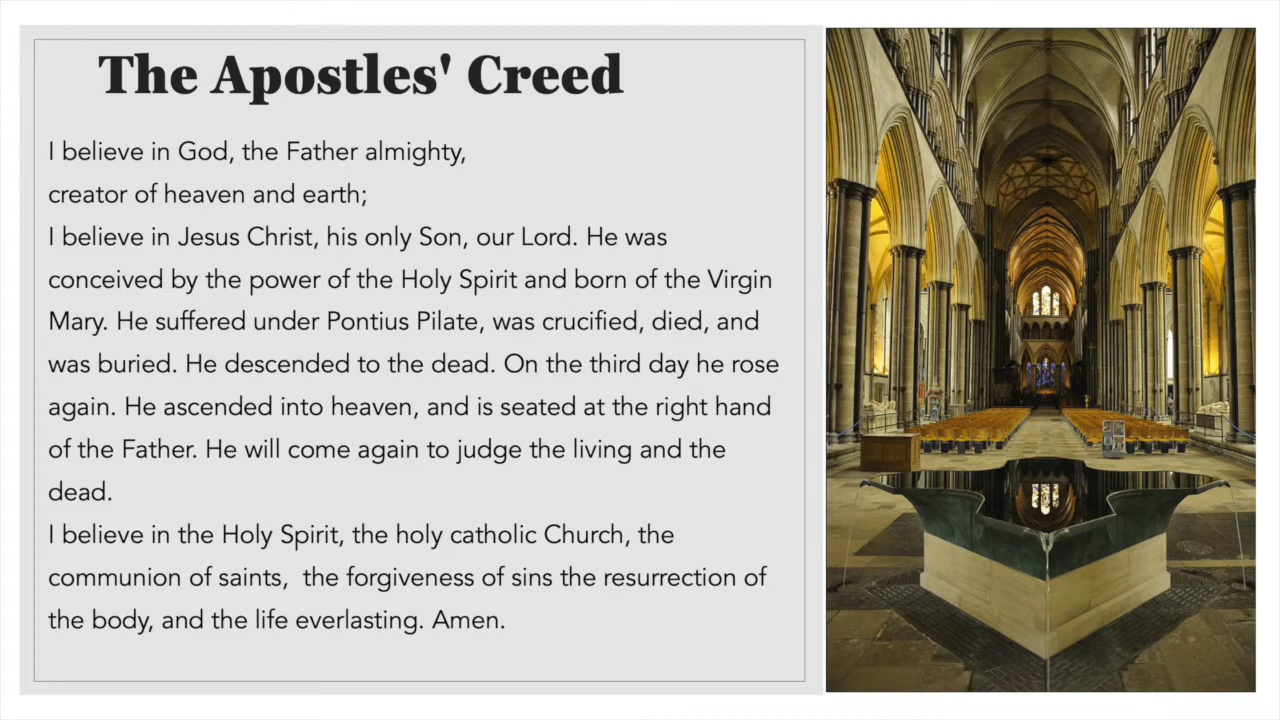 The Apostles' Creed
I believe in God, the Father almighty,
creator of heaven and earth;
I believe in Jesus Christ, his only Son, our Lord. He was
conceived by the power of the Holy Spirit and born of the Virgin
Mary. He suffered under Pontius Pilate, was crucified, died, and
was buried. He descended to the dead. On the third day he rose
again. He ascended into heaven, and is seated at the right hand
of the Father. He will come again to judge the living and the
dead.
I believe in the Holy Spirit, the holy catholic Church, the
communion of saints,  the forgiveness of sins the resurrection of
the body, and the life everlasting. Amen.